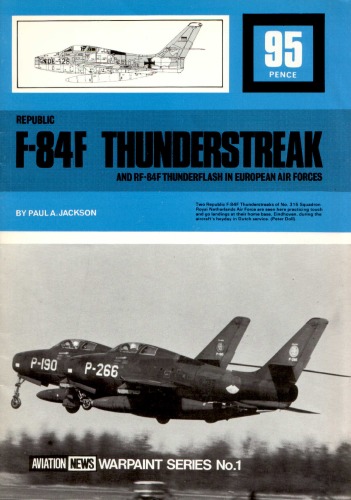 95
PENCE
REPUBLIC
F-84F THUNDERSTREAK
AND RF-84F THUNDERFLASH IN EUROPEAN AIR FORCES
BY PAUL A. JACKSON
Two Republic F-84F Thunderstreaks of No. 315 Squadron
Royal Netherlands Air Force are seen here practising touch
and go landings at their home base, Eindhoven, during the
aircraft's heyday in Dutch service. (Peter Doll).
P-190
P-266
AVIATION NEWS WARPAINT SERIES No.1